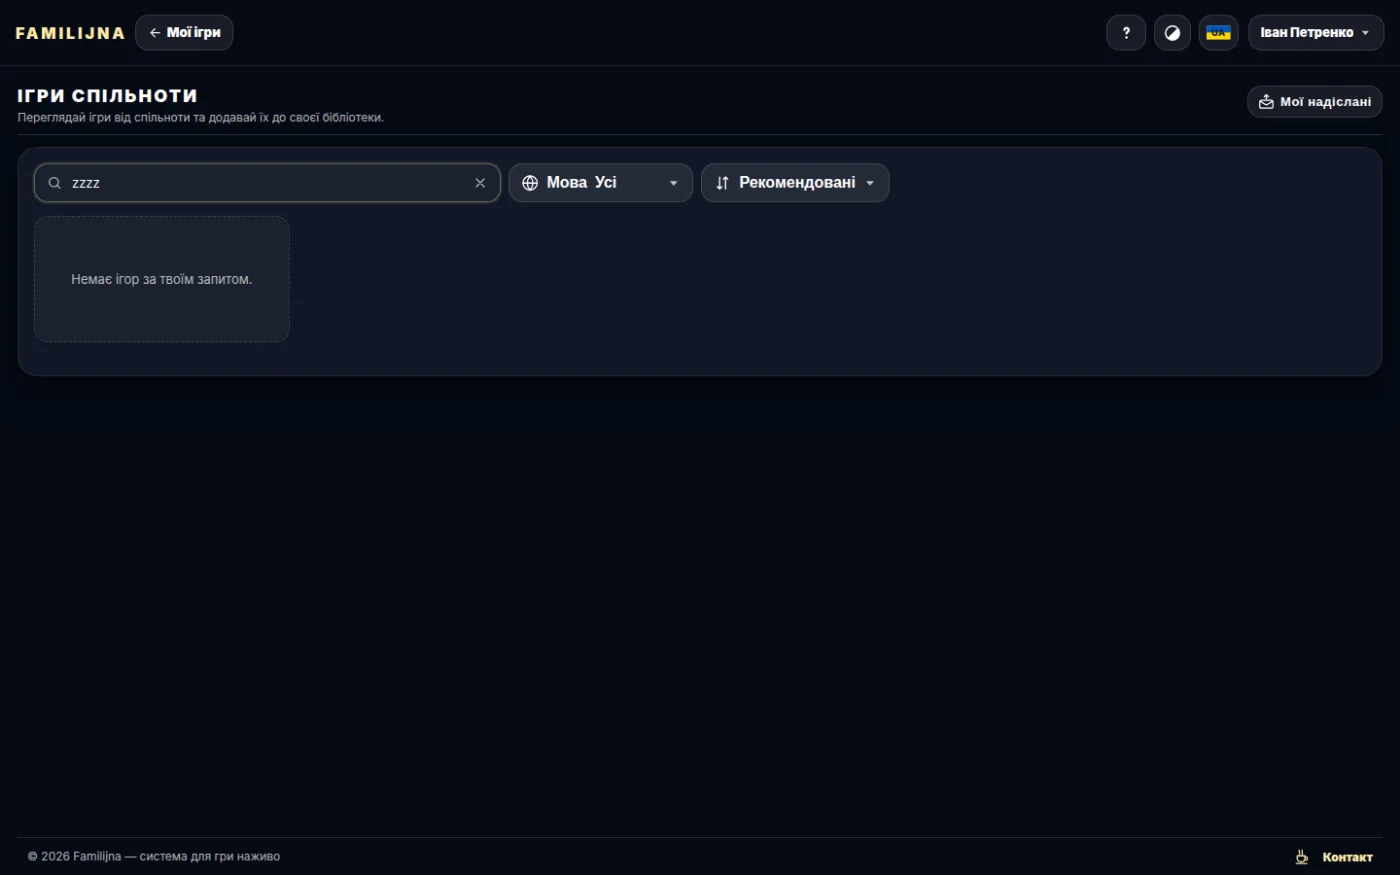 FAMILIJNA
← Мої ігри
?
UA
Іван Петренко
ІГРИ СПІЛЬНОТИ
Переглядай ігри від спільноти та додавай їх до своєї бібліотеки.
Мої надіслані
zzzz
Мова Усі
Рекомендовані
Немає ігор за твоїм запитом.
© 2026 Familijna — система для гри наживо
Контакт